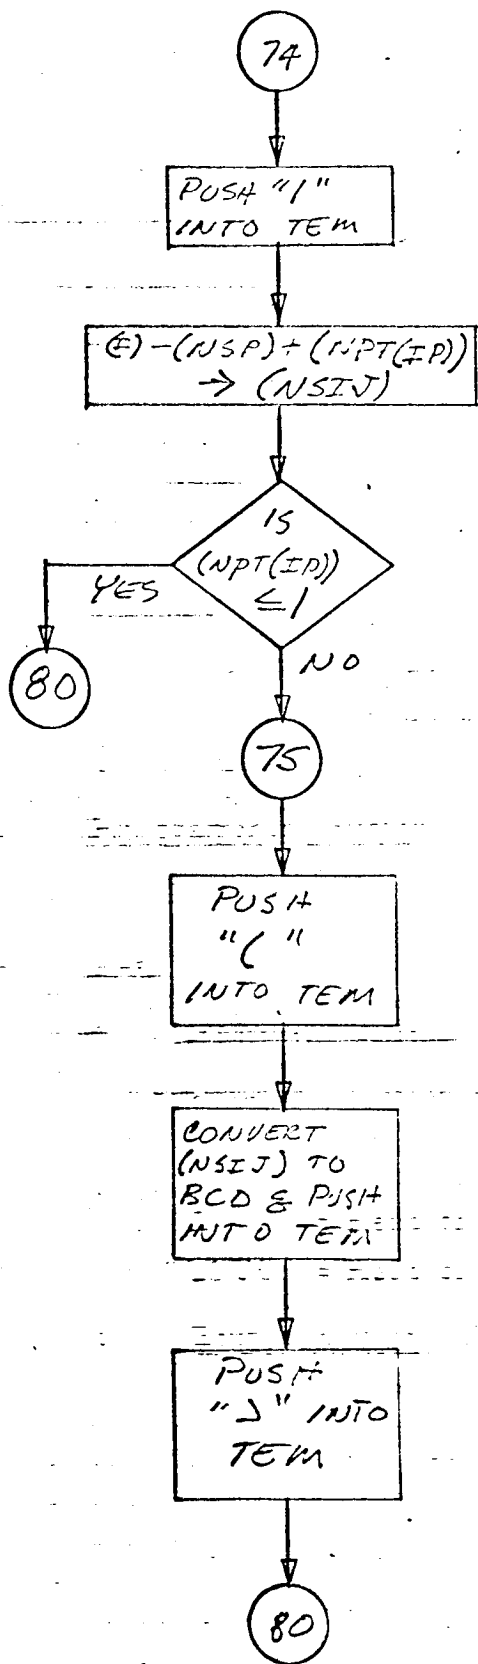 74
PUSH "/"
INTO TEM
(I) - (NSP) + (NPT(IP))
→ (NSIJ)
IS
(NPT(IP))
≤ 1
YES
NO
80
75
PUSH
"("
INTO TEM
CONVERT
(NSIJ) TO
BCD & PUSH
INTO TEM
PUSH
")" INTO
TEM
80